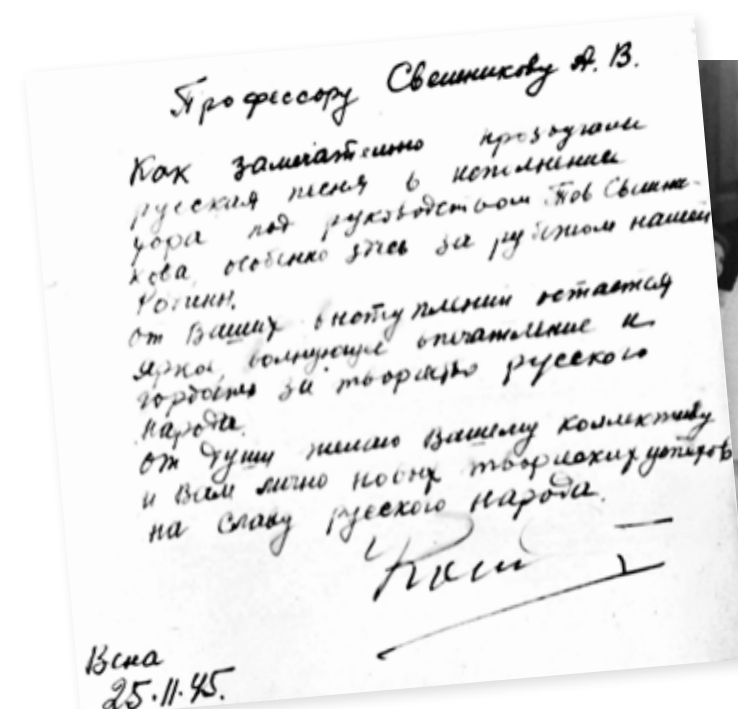 Профессору Свешникову А. В.
Как замечательно прозвучали
русская песня в исполнении
хора под руководством Тов Свешни-
кова, особенно здесь за рубежом нашей
Родины.
От Ваших выступлений остается
яркое, волнующее впечатление и
гордость за творчество русского
народа.
От души желаю Вашему коллективу
и Вам лично новых творческих успехов
на славу русского народа.
Вена
25.11.45.